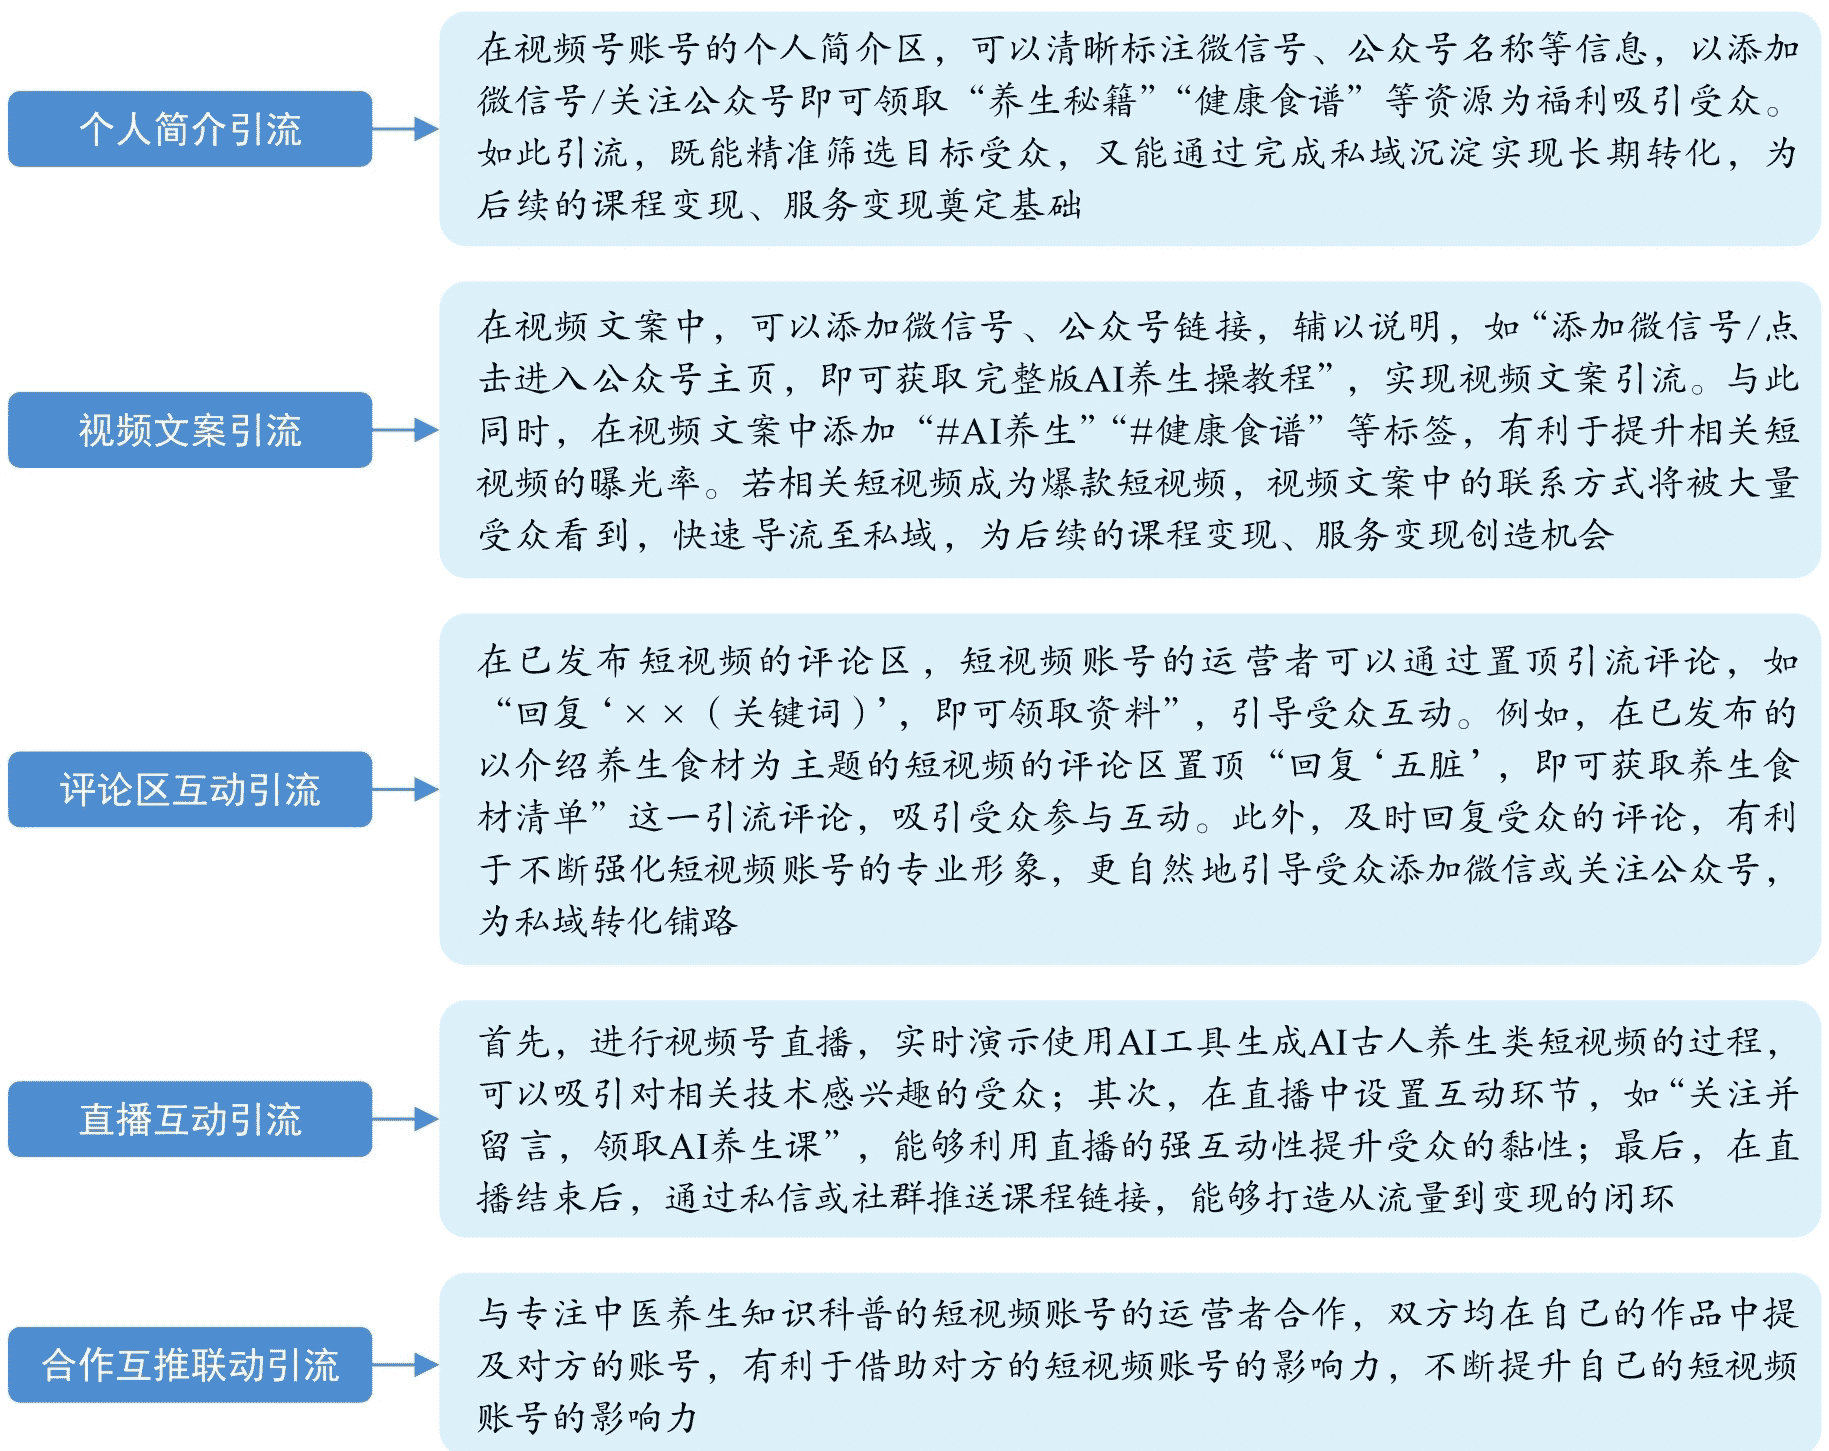 个人简介引流
在视频号账号的个人简介区，可以清晰标注微信号、公众号名称等信息，以添加
微信号/关注公众号即可领取“养生秘籍”“健康食谱”等资源为福利吸引受众。
如此引流，既能精准筛选目标受众，又能通过完成私域沉淀实现长期转化，为
后续的课程变现、服务变现奠定基础
视频文案引流
在视频文案中，可以添加微信号、公众号链接，辅以说明，如“添加微信号/点
击进入公众号主页，即可获取完整版AI养生操教程”，实现视频文案引流。与此
同时，在视频文案中添加“#AI养生”“#健康食谱”等标签，有利于提升相关短
视频的曝光率。若相关短视频成为爆款短视频，视频文案中的联系方式将被大量
受众看到，快速导流至私域，为后续的课程变现、服务变现创造机会
评论区互动引流
在已发布短视频的评论区，短视频账号的运营者可以通过置顶引流评论，如
“回复‘××（关键词）’，即可领取资料”，引导受众互动。例如，在已发布的
以介绍养生食材为主题的短视频的评论区置顶“回复‘五脏’，即可获取养生食
材清单”这一引流评论，吸引受众参与互动。此外，及时回复受众的评论，有利
于不断强化短视频账号的专业形象，更自然地引导受众添加微信或关注公众号，
为私域转化铺路
直播互动引流
首先，进行视频号直播，实时演示使用AI工具生成AI古人养生类短视频的过程，
可以吸引对相关技术感兴趣的受众；其次，在直播中设置互动环节，如“关注并
留言，领取AI养生课”，能够利用直播的强互动性提升受众的黏性；最后，在直
播结束后，通过私信或社群推送课程链接，能够打造从流量到变现的闭环
合作互推联动引流
与专注中医养生知识科普的短视频账号的运营者合作，双方均在自己的作品中提
及对方的账号，有利于借助对方的短视频账号的影响力，不断提升自己的短视频
账号的影响力